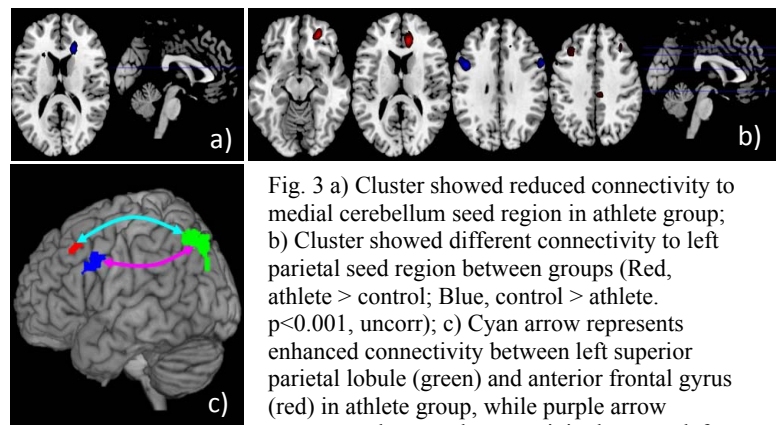 a)
b)
c)
Fig. 3 a) Cluster showed reduced connectivity to
medial cerebellum seed region in athlete group;
b) Cluster showed different connectivity to left
parietal seed region between groups (Red,
athlete > control; Blue, control > athlete.
p<0.001, uncorr); c) Cyan arrow represents
enhanced connectivity between left superior
parietal lobule (green) and anterior frontal gyrus
(red) in athlete group, while purple arrow